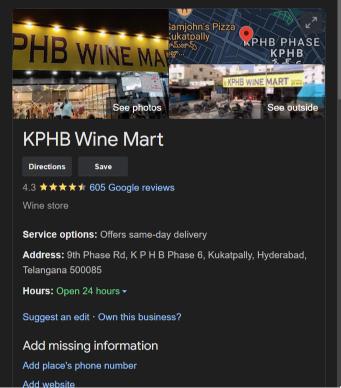 PHB WINE MAR
See photos
Samjohn's Pizza
Kukatpally
KPHB PHASE
KPHB
KPHB WINE MART
See outside
KPHB Wine Mart
Directions
Save
4.3
605 Google reviews
Wine store
Service options: Offers same-day delivery
Address: 9th Phase Rd, K P H B Phase 6, Kukatpally, Hyderabad,
Telangana 500085
Hours: Open 24 hours
Suggest an edit · Own this business?
Add missing information
Add place's phone number
Add website